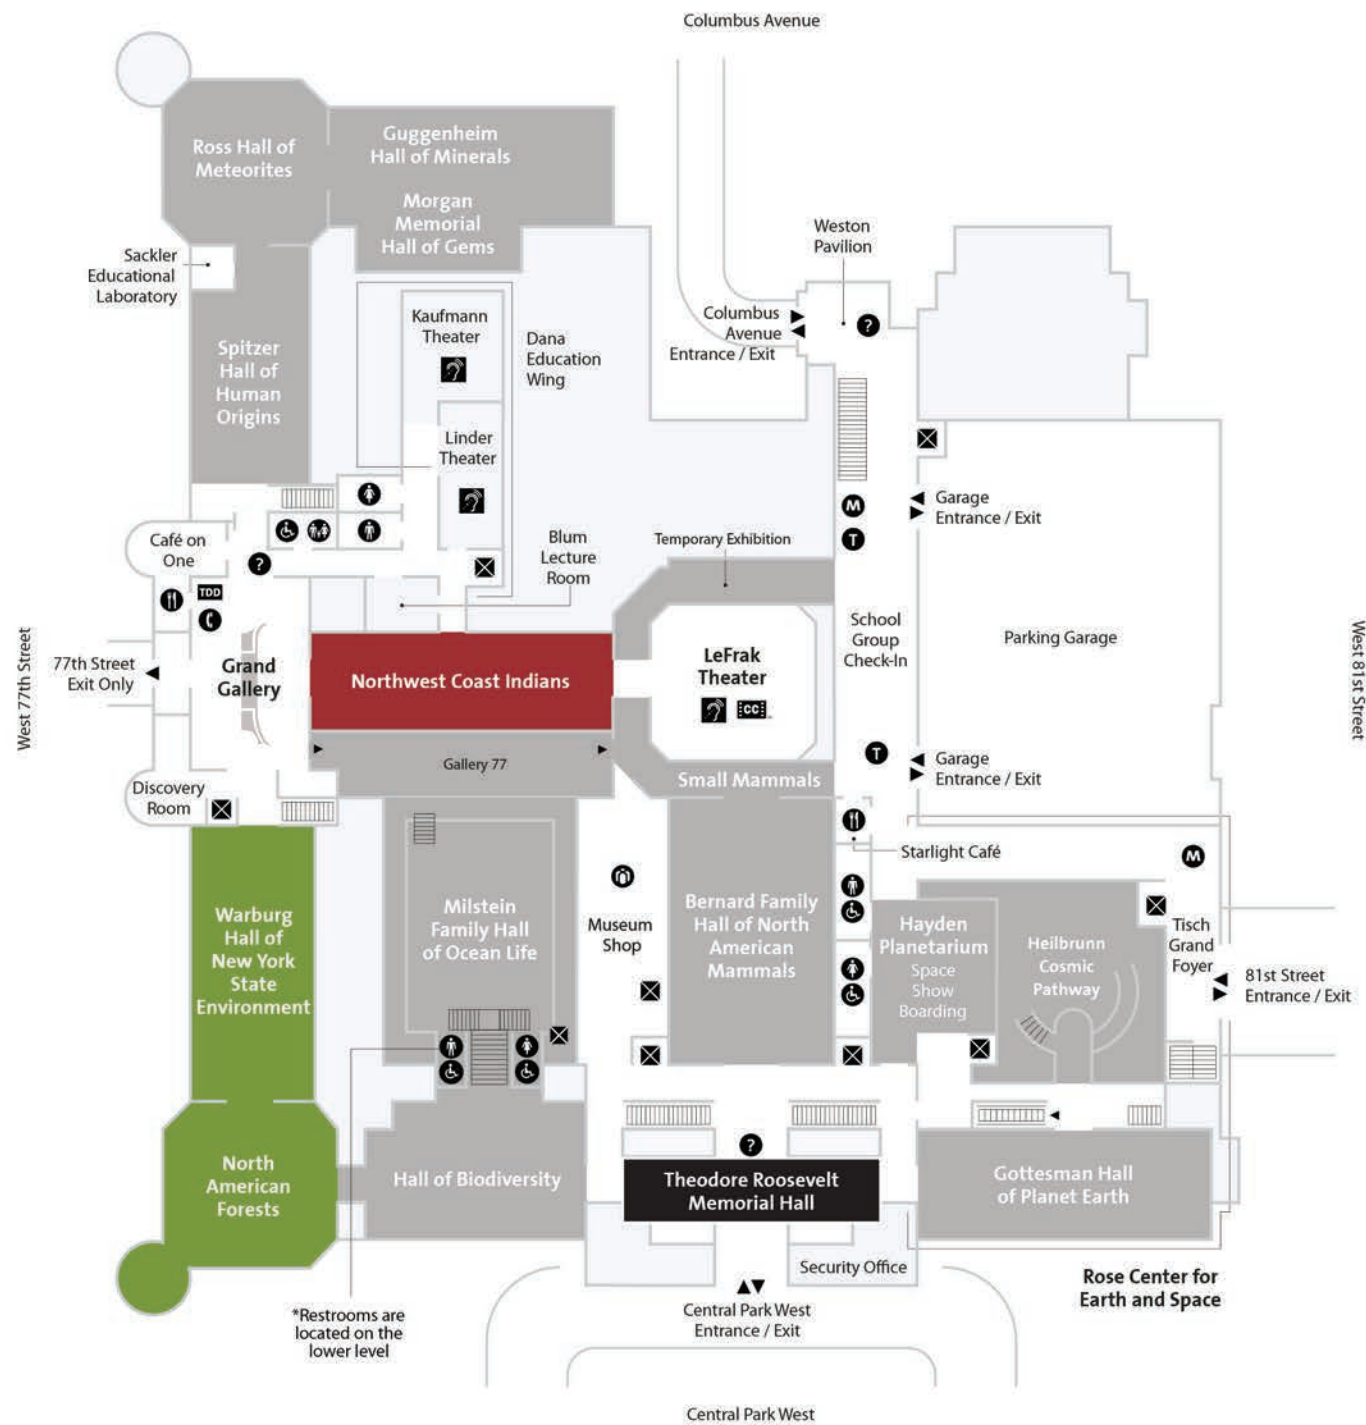 Columbus Avenue
Ross Hall of
Meteorites
Guggenheim
Hall of Minerals
Morgan
Memorial
Hall of Gems
Weston
Pavilion
?
Sackler
Educational
Laboratory
Kaufmann
Theater
Columbus
Avenue
Entrance / Exit
Dana
Education
Wing
Spitzer
Hall of
Human
Origins
Linder
Theater
M
Garage
Entrance / Exit
T
Café on
One
?
Blum
Lecture
Room
Temporary Exhibition
TDD
School
Group
Check-In
Parking Garage
West 77th Street
West 81st Street
77th Street
Exit Only
Grand
Gallery
Northwest Coast Indians
LeFrak
Theater
CC
Gallery 77
T
Garage
Entrance / Exit
Small Mammals
Discovery
Room
Starlight Café
M
Warburg
Hall of
New York
State
Environment
Milstein
Family Hall
of Ocean Life
Museum
Shop
Bernard Family
Hall of North
American
Mammals
Hayden
Planetarium
Space
Show
Boarding
Heilbrunn
Cosmic
Pathway
Tisch
Grand
Foyer
81st Street
Entrance / Exit
?
North
American
Forests
Hall of Biodiversity
Theodore Roosevelt
Memorial Hall
Gottesman Hall
of Planet Earth
Security Office
Rose Center for
Earth and Space
*Restrooms are
located on the
lower level
Central Park West
Entrance / Exit
Central Park West